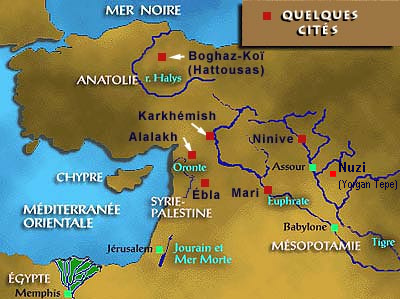 MER NOIRE
QUELQUES
CITÉS
Boghaz-Koï
(Hattousas)
ANATOLIE
r. Halys
Karkhémish
Alalakh
Ninive
Oronte
Assour
Nuzi
(Yorgan Tepe)
CHYPRE
Ébla
Mari
SYRIE-
PALESTINE
Euphrate
MÉDITERRANÉE
ORIENTALE
Babylone
Tigre
MÉSOPOTAMIE
Jérusalem
Jourain et
Mer Morte
ÉGYPTE
Memphis